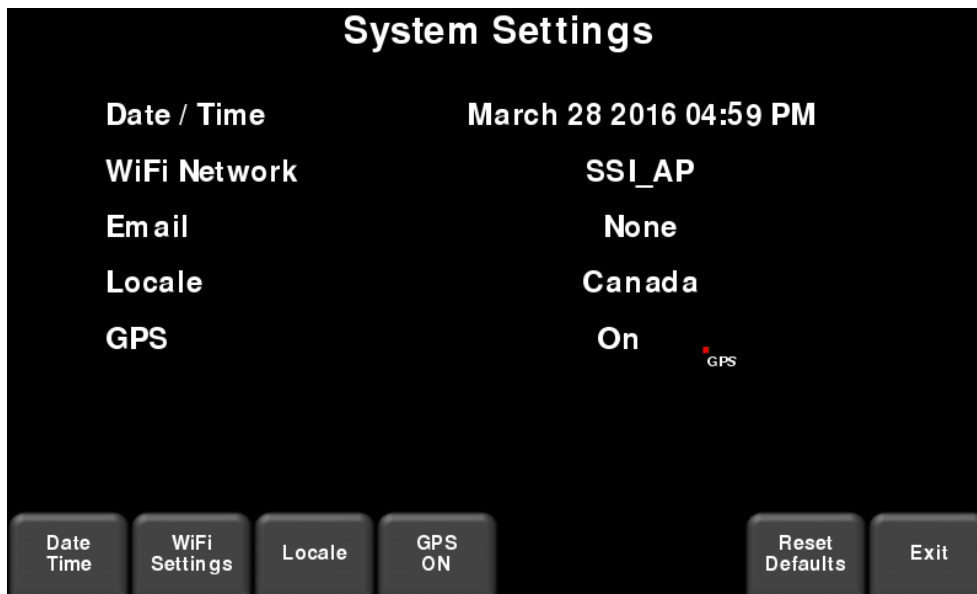 System Settings
Date / Time March 28 2016 04:59 PM
WiFi Network SSI_AP
Email None
Locale Canada
GPS On
GPS
Date Time
WiFi Settings
Locale
GPS ON
Reset Defaults
Exit